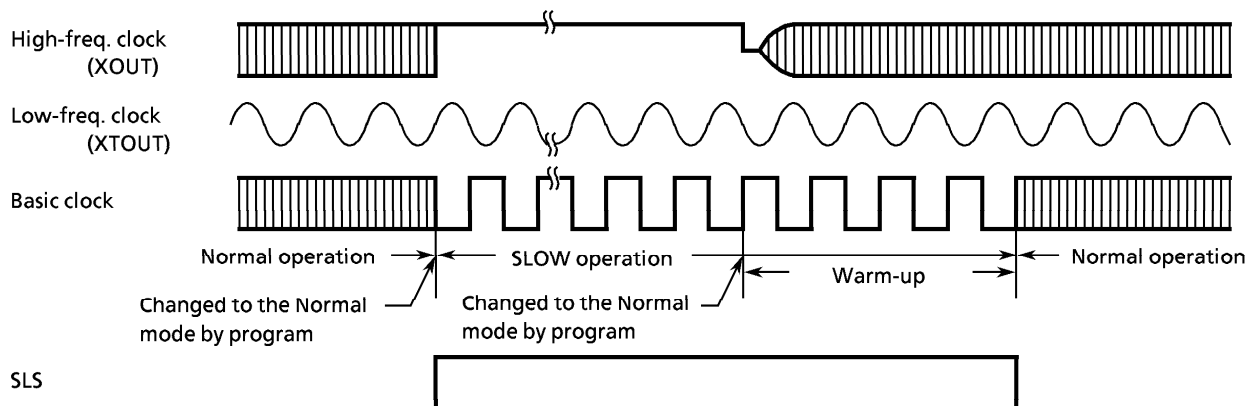 High-freq. clock
(XOUT)
Low-freq. clock
(XTOUT)
Basic clock
Normal operation
SLOW operation
Normal operation
Warm-up
Changed to the Normal
mode by program
Changed to the Normal
mode by program
SLS